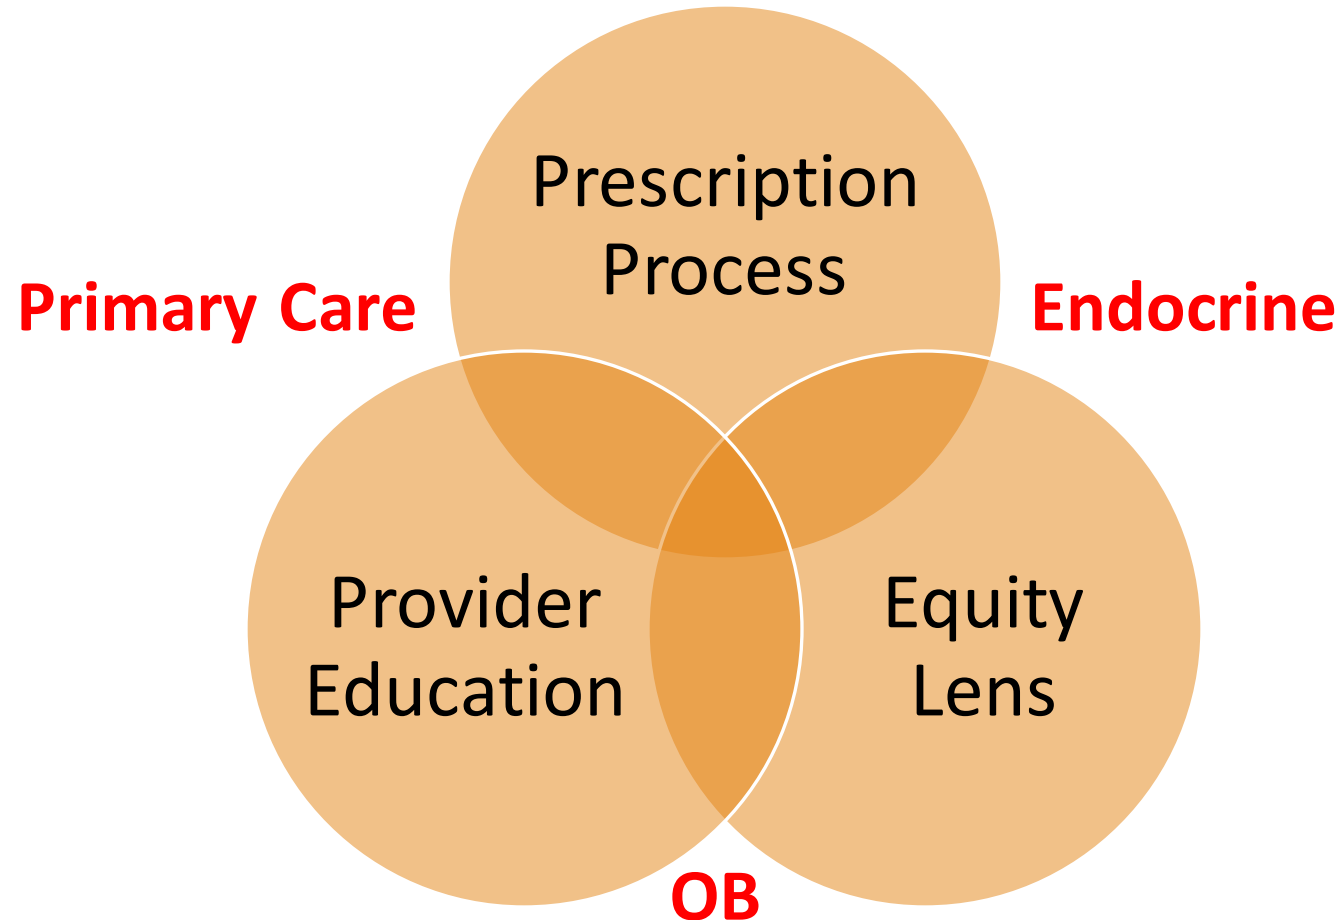 Prescription
Process
Primary Care
Endocrine
Provider
Education
Equity
Lens
OB